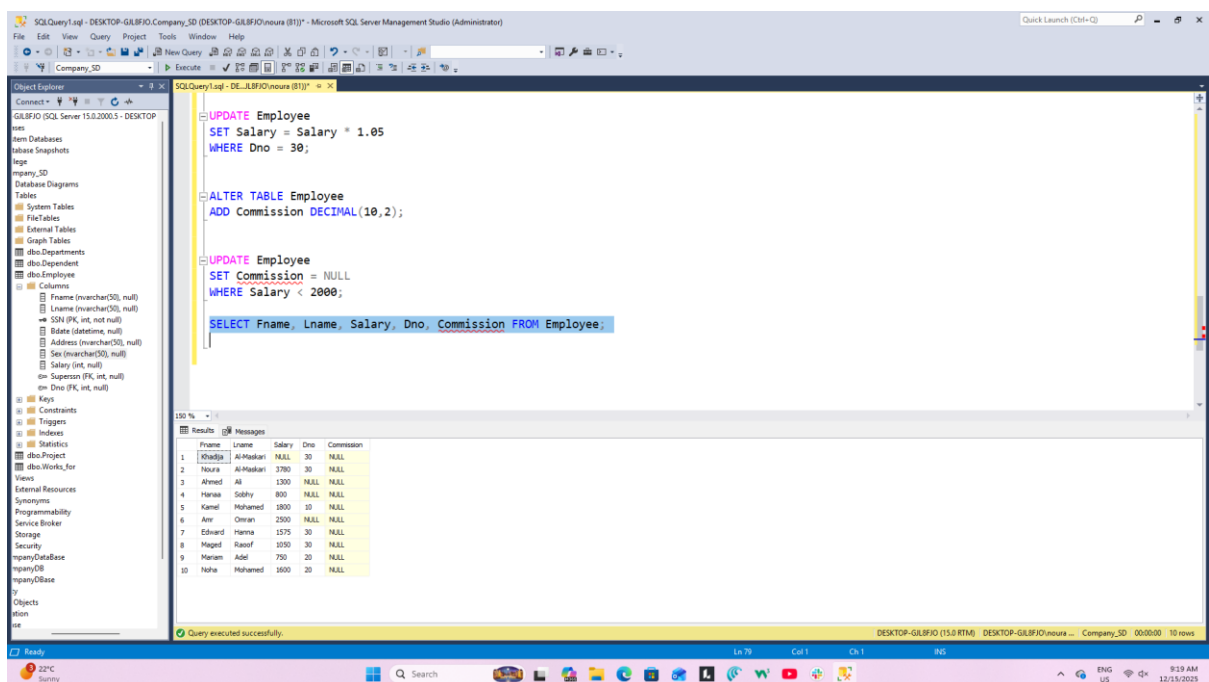 SQLQuery1.sql - DESKTOP-GJL8FJO.Company_SD (DESKTOP-GJL8FJO\noura (81))* - Microsoft SQL Server Management Studio (Administrator)
Quick Launch (Ctrl+Q)
File Edit View Query Project Tools Window Help
New Query
Company_SD
Execute
Object Explorer
SQLQuery1.sql - DE...JL8FJO\noura (81))*
Connect
-GJL8FJO (SQL Server 15.0.2000.5 - DESKTOP
ases
tem Databases
tabase Snapshots
llege
mpany_SD
Database Diagrams
Tables
System Tables
FileTables
External Tables
Graph Tables
dbo.Departments
dbo.Dependent
dbo.Employee
Columns
Fname (nvarchar(50), null)
Lname (nvarchar(50), null)
SSN (PK, int, not null)
Bdate (datetime, null)
Address (nvarchar(50), null)
Sex (nvarchar(50), null)
Salary (int, null)
Superssn (FK, int, null)
Dno (FK, int, null)
Keys
Constraints
Triggers
Indexes
Statistics
dbo.Project
dbo.Works_for
Views
External Resources
Synonyms
Programmability
Service Broker
Storage
Security
mpanyDataBase
mpanyDB
mpanyDBase
ty
Objects
ation
ise
UPDATE Employee
SET Salary = Salary * 1.05
WHERE Dno = 30;
ALTER TABLE Employee
ADD Commission DECIMAL(10,2);
UPDATE Employee
SET Commission = NULL
WHERE Salary < 2000;
SELECT Fname, Lname, Salary, Dno, Commission FROM Employee;
150 %
Results Messages
Fname Lname Salary Dno Commission
1 Khadija Al-Maskari NULL 30 NULL
2 Noura Al-Maskari 3780 30 NULL
3 Ahmed Ali 1300 NULL NULL
4 Hanaa Sobhy 800 NULL NULL
5 Kamel Mohamed 1800 10 NULL
6 Amr Omran 2500 NULL NULL
7 Edward Hanna 1575 30 NULL
8 Maged Raoof 1050 30 NULL
9 Mariam Adel 750 20 NULL
10 Noha Mohamed 1600 20 NULL
Query executed successfully.
DESKTOP-GJL8FJO (15.0 RTM) DESKTOP-GJL8FJO\noura ... Company_SD 00:00:00 10 rows
Ready
Ln 79 Col 1 Ch 1 INS
3
22°C
Sunny
Search
ENG
US
9:19 AM
12/15/2025